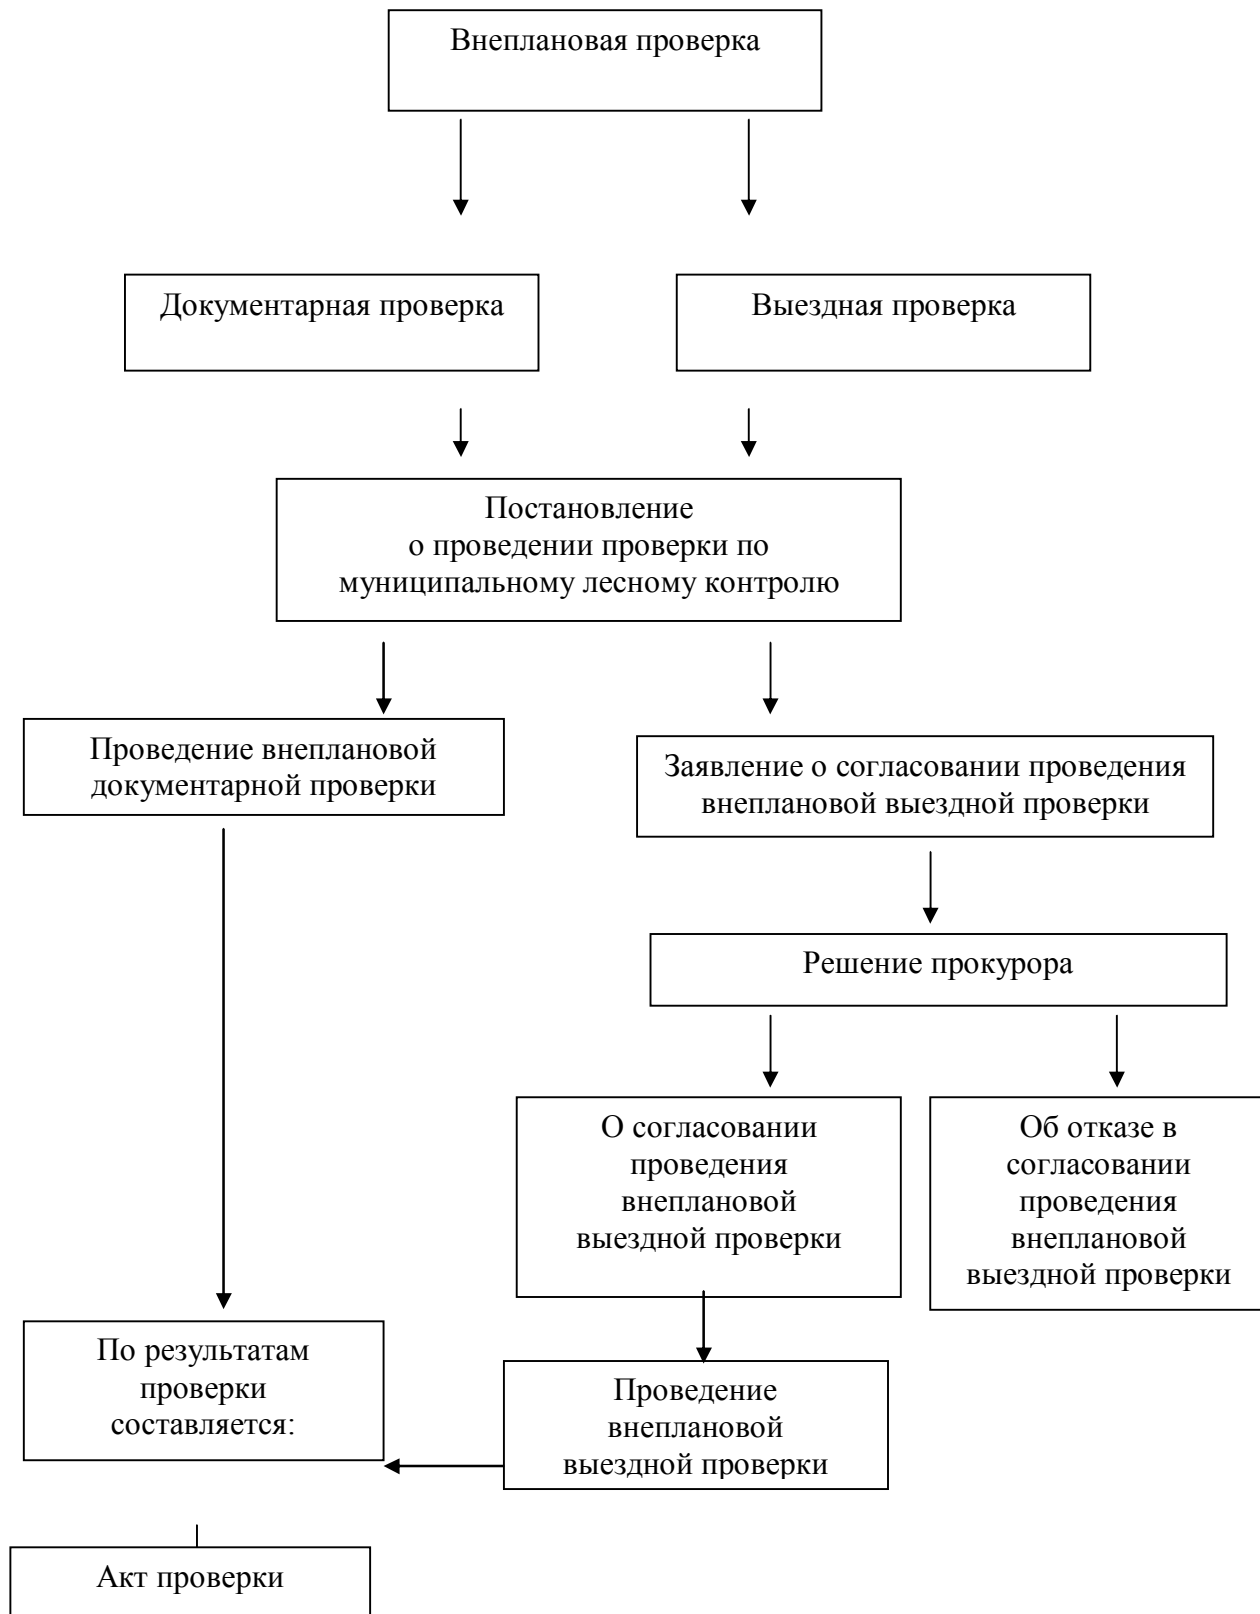 Внеплановая проверка
Документарная проверка
Выездная проверка
Постановление
о проведении проверки по
муниципальному лесному контролю
Проведение внеплановой
документарной проверки
Заявление о согласовании проведения
внеплановой выездной проверки
Решение прокурора
О согласовании
проведения
внеплановой
выездной проверки
Об отказе в
согласовании
проведения
внеплановой
выездной проверки
По результатам
проверки
составляется:
Проведение
внеплановой
выездной проверки
Акт проверки